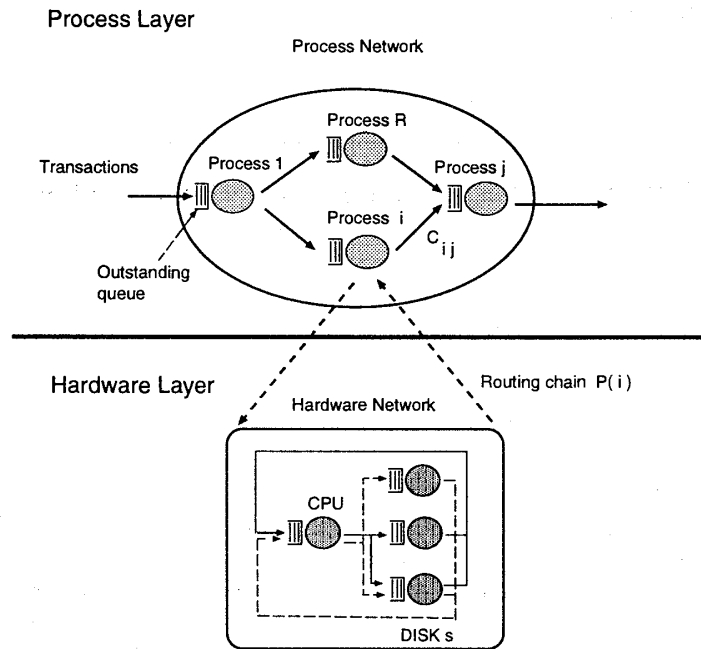 Process Layer
Process Network
Process R
Transactions
Process 1
Process j
Process i
C i j
Outstanding
queue
Hardware Layer
Routing chain P( i )
Hardware Network
CPU
DISK s